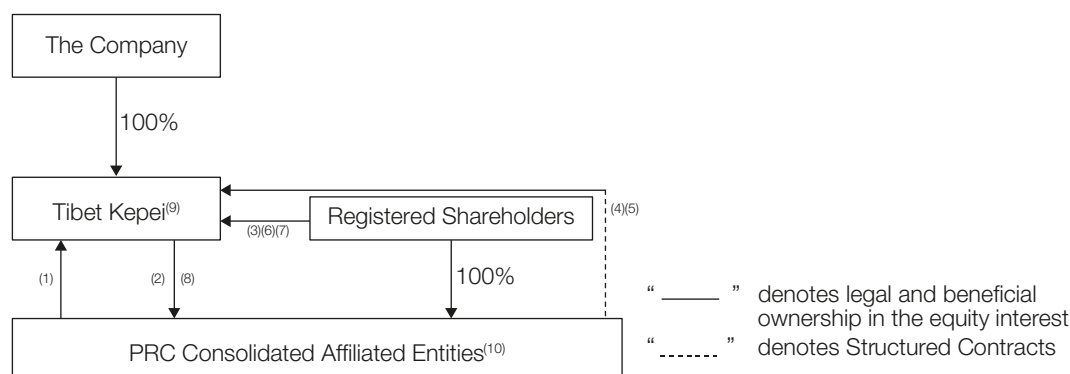 The Company
100%
Tibet Kepei(9)
Registered Shareholders
(4)(5)
(3)(6)(7)
(1)
(2)
(8)
100%
“ ” denotes legal and beneficial
ownership in the equity interest
“ ” denotes Structured Contracts
PRC Consolidated Affiliated Entities(10)